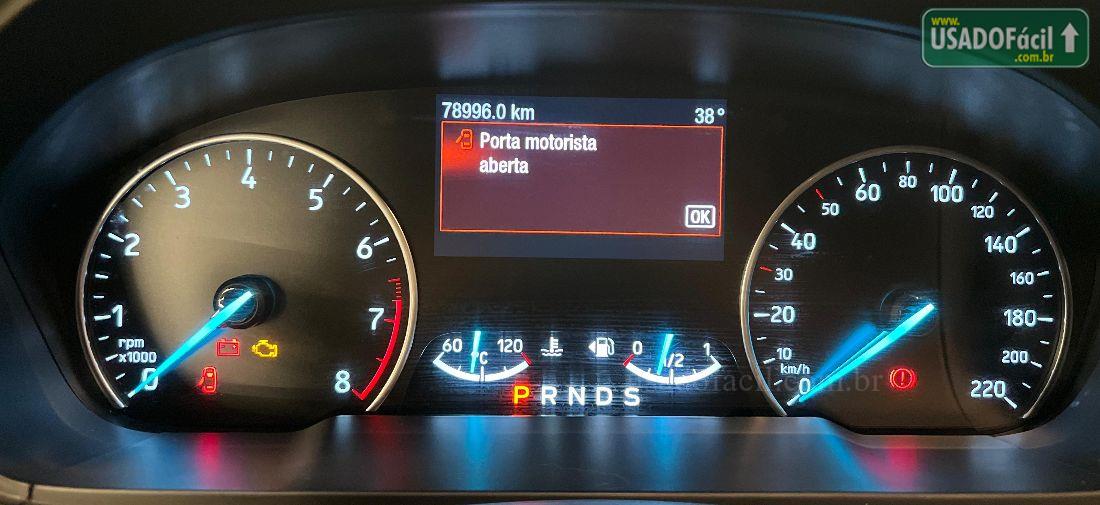 www.
USADOFácil
.com.br
78996.0 km
38°
Porta motorista
aberta
OK
0 1 2 3 4 5 6 7 8
rpm
x1000
60 °C 120
0 1/2 1
P R N D S
0 10 20 30 40 50 60 80 100 120 140 160 180 200 220
km/h